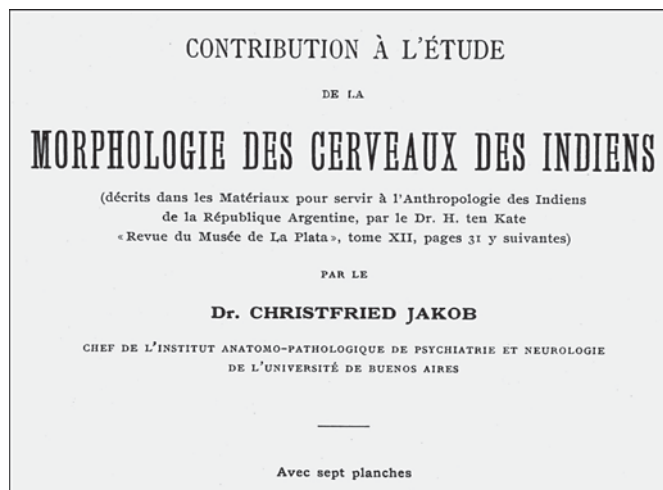 CONTRIBUTION À L'ÉTUDE
DE LA
MORPHOLOGIE DES CERVEAUX DES INDIENS
(décrits dans les Matériaux pour servir à l'Anthropologie des Indiens
de la République Argentine, par le Dr. H. ten Kate
«Revue du Musée de La Plata», tome XII, pages 31 y suivantes)
PAR LE
Dr. CHRISTFRIED JAKOB
CHEF DE L'INSTITUT ANATOMO-PATHOLOGIQUE DE PSYCHIATRIE ET NEUROLOGIE
DE L'UNIVERSITÉ DE BUENOS AIRES
Avec sept planches